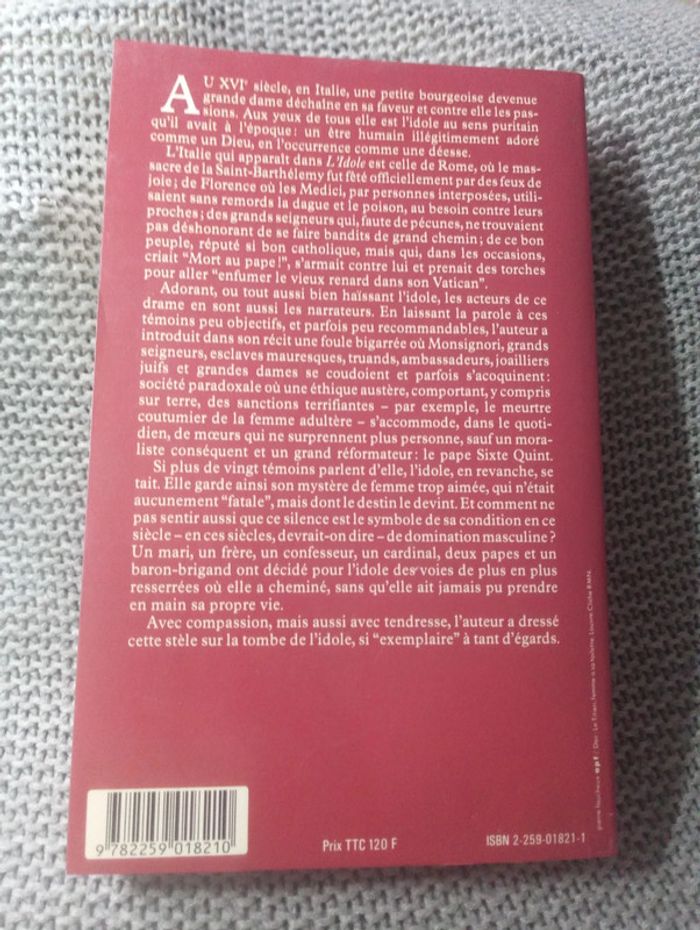 AU XVIᵉ siècle, en Italie, une petite bourgeoise devenue
grande dame déchaîne en sa faveur et contre elle les pas-
sions. Aux yeux de tous elle est l'idole au sens puritain
qu'il avait à l'époque : un être humain illégitimement adoré
comme un Dieu, en l'occurrence comme une déesse.
L'Italie qui apparaît dans L'Idole est celle de Rome, où le mas-
sacre de la Saint-Barthélemy fut fêté officiellement par des feux de
joie ; de Florence où les Medici, par personnes interposées, utili-
saient sans remords la dague et le poison, au besoin contre leurs
proches ; des grands seigneurs qui, faute de pécunes, ne trouvaient
pas déshonorant de se faire bandits de grand chemin ; de ce bon
peuple, réputé si bon catholique, mais qui, dans les occasions,
criait "Mort au pape !", s'armait contre lui et prenait des torches
pour aller "enfumer le vieux renard dans son Vatican".
Adorant, ou tout aussi bien haïssant l'idole, les acteurs de ce
drame en sont aussi les narrateurs. En laissant la parole à ces
témoins peu objectifs, et parfois peu recommandables, l'auteur a
introduit dans son récit une foule bigarrée où Monsignori, grands
seigneurs, esclaves mauresques, truands, ambassadeurs, joailliers
juifs et grandes dames se coudoient et parfois s'acoquinent :
société paradoxale où une éthique austère, comportant, y compris
sur terre, des sanctions terrifiantes – par exemple, le meurtre
coutumier de la femme adultère – s'accommode, dans le quoti-
dien, de mœurs qui ne surprennent plus personne, sauf un mora-
liste conséquent et un grand réformateur : le pape Sixte Quint.
Si plus de vingt témoins parlent d'elle, l'idole, en revanche, se
tait. Elle garde ainsi son mystère de femme trop aimée, qui n'était
aucunement "fatale", mais dont le destin le devint. Et comment ne
pas sentir aussi que ce silence est le symbole de sa condition en ce
siècle – en ces siècles, devrait-on dire – de domination masculine ?
Un mari, un frère, un confesseur, un cardinal, deux papes et un
baron-brigand ont décidé pour l'idole des voies de plus en plus
resserrées où elle a cheminé, sans qu'elle ait jamais pu prendre
en main sa propre vie.
Avec compassion, mais aussi avec tendresse, l'auteur a dressé
cette stèle sur la tombe de l'idole, si "exemplaire" à tant d'égards.
9 782259 018210
Prix TTC 120 F
ISBN 2-259-01821-1